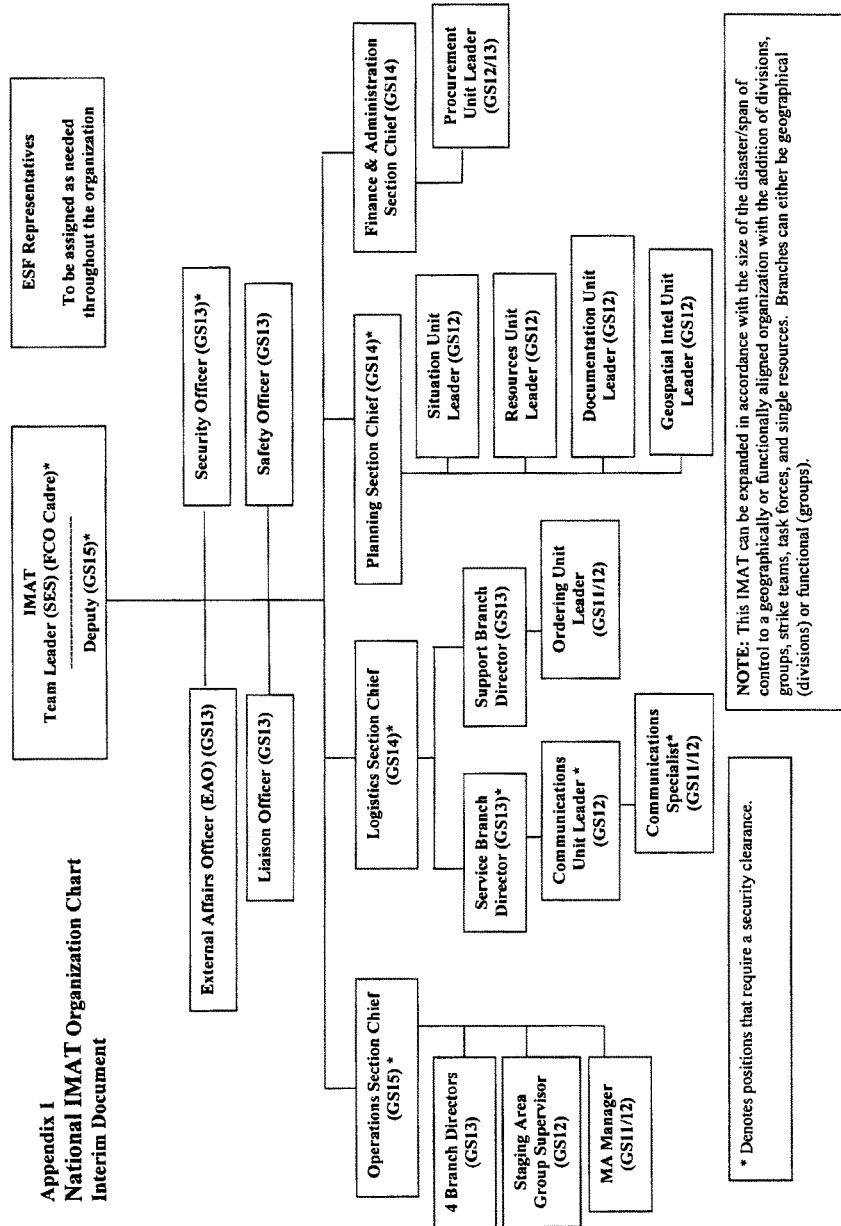 Appendix 1
National IMAT Organization Chart
Interim Document
IMAT
Team Leader (SES) (FCO Cadre)*
Deputy (GS15)*
ESF Representatives
To be assigned as needed
throughout the organization
External Affairs Officer (EAO) (GS13)
Security Officer (GS13)*
Liaison Officer (GS13)
Safety Officer (GS13)
Operations Section Chief
(GS15) *
4 Branch Directors
(GS13)
Staging Area
Group Supervisor
(GS12)
MA Manager
(GS11/12)
Logistics Section Chief
(GS14)*
Service Branch
Director (GS13)*
Communications
Unit Leader *
(GS12)
Communications
Specialist*
(GS11/12)
Support Branch
Director (GS13)
Ordering Unit
Leader
(GS11/12)
Planning Section Chief (GS14)*
Situation Unit
Leader (GS12)
Resources Unit
Leader (GS12)
Documentation Unit
Leader (GS12)
Geospatial Intel Unit
Leader (GS12)
Finance & Administration
Section Chief (GS14)
Procurement
Unit Leader
(GS12/13)
* Denotes positions that require a security clearance.
NOTE: This IMAT can be expanded in accordance with the size of the disaster/span of
control to a geographically or functionally aligned organization with the addition of divisions,
groups, strike teams, task forces, and single resources. Branches can either be geographical
(divisions) or functional (groups).